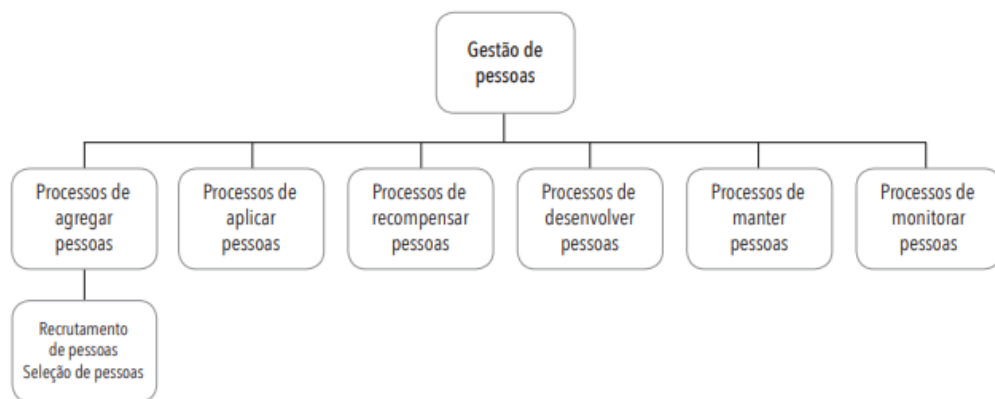 Gestão de
pessoas
Processos de
agregar
pessoas
Processos de
aplicar
pessoas
Processos de
recompensar
pessoas
Processos de
desenvolver
pessoas
Processos de
manter
pessoas
Processos de
monitorar
pessoas
Recrutamento
de pessoas
Seleção de pessoas